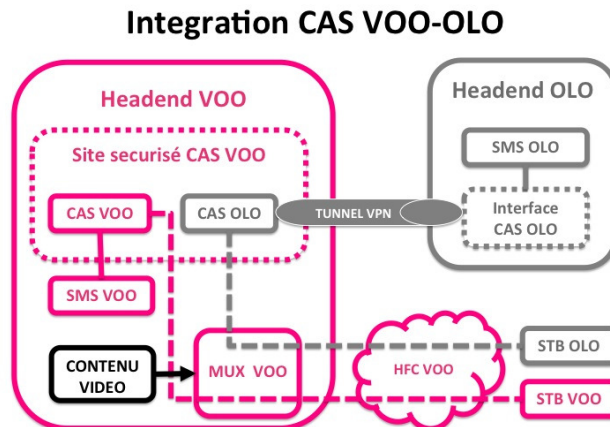 Integration CAS VOO-OLO
Headend VOO
Site securisé CAS VOO
CAS VOO
CAS OLO
SMS VOO
TUNNEL VPN
Headend OLO
SMS OLO
Interface
CAS OLO
CONTENU
VIDEO
MUX VOO
HFC VOO
STB OLO
STB VOO